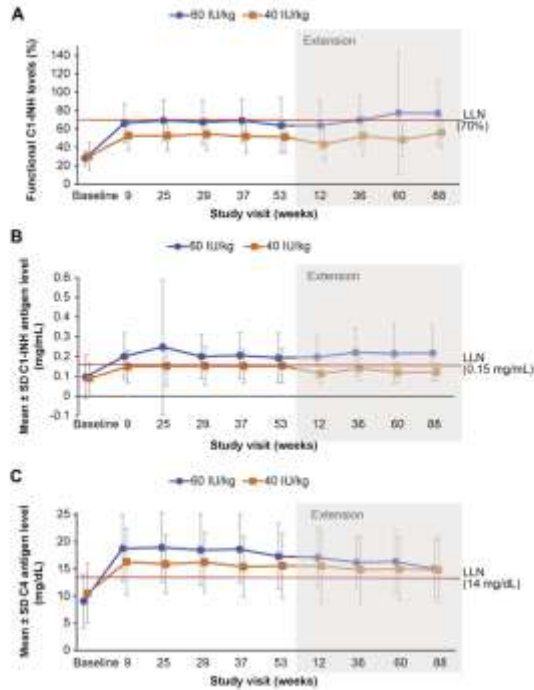 A
60 IU/kg 40 IU/kg
Extension
Functional C1-INH levels (%)
140
120
100
80
60
40
20
0
LLN
(70%)
Baseline 9 25 29 37 53 12 36 60 88
Study visit (weeks)
B
60 IU/kg 40 IU/kg
Extension
Mean ± SD C1-INH antigen level
(mg/mL)
0.6
0.5
0.4
0.3
0.2
0.1
0
-0.1
LLN
(0.15 mg/mL)
Baseline 9 25 29 37 53 12 36 60 88
Study visit (weeks)
C
60 IU/kg 40 IU/kg
Extension
Mean ± SD C4 antigen level
(mg/dL)
25
20
15
10
5
0
LLN
(14 mg/dL)
Baseline 9 25 29 37 53 12 36 60 88
Study visit (weeks)